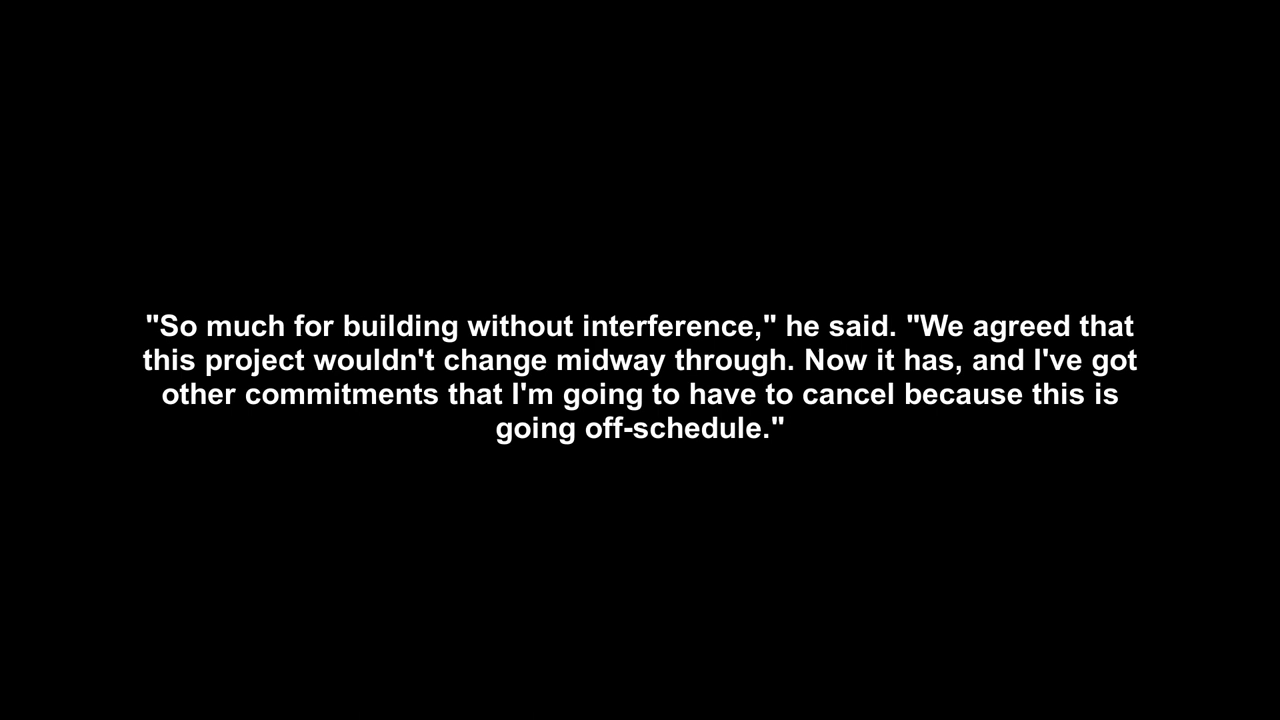 "So much for building without interference," he said. "We agreed that
this project wouldn't change midway through. Now it has, and I've got
other commitments that I'm going to have to cancel because this is
going off-schedule."